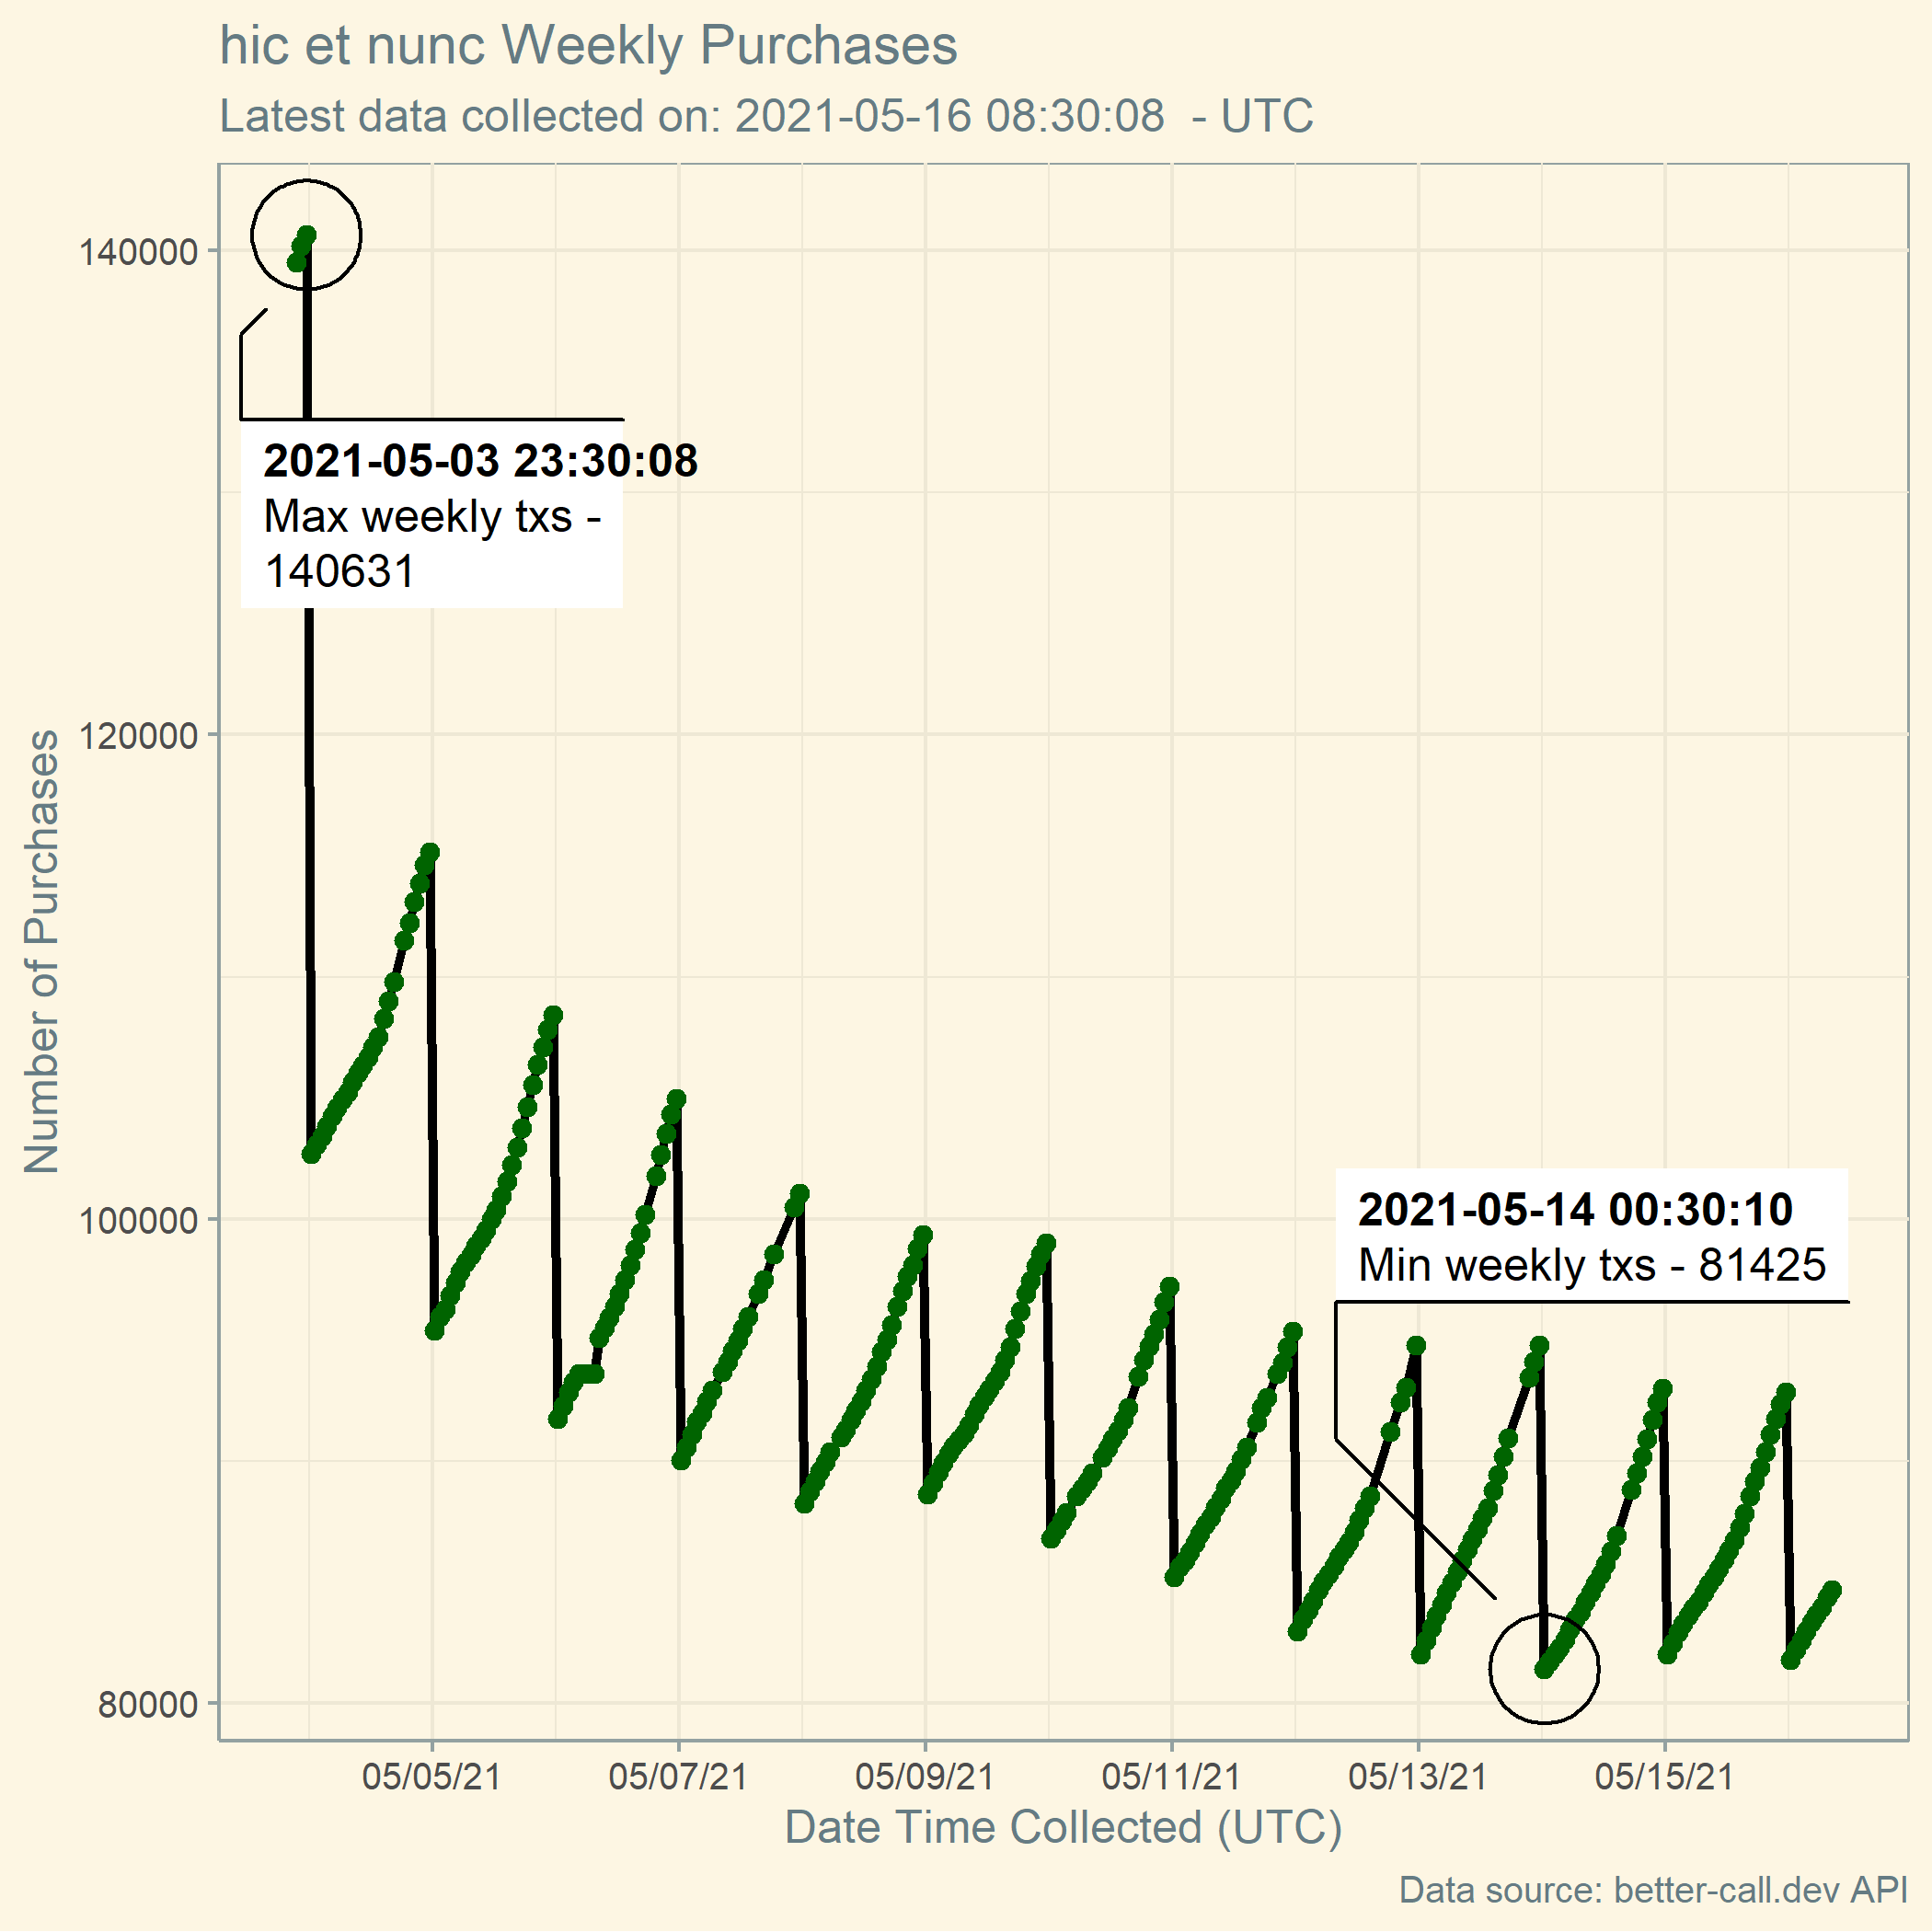 hic et nunc Weekly Purchases
Latest data collected on: 2021-05-16 08:30:08  - UTC
Number of Purchases
140000
120000
100000
80000
2021-05-03 23:30:08
Max weekly txs -
140631
2021-05-14 00:30:10
Min weekly txs - 81425
05/05/21 05/07/21 05/09/21 05/11/21 05/13/21 05/15/21
Date Time Collected (UTC)
Data source: better-call.dev API